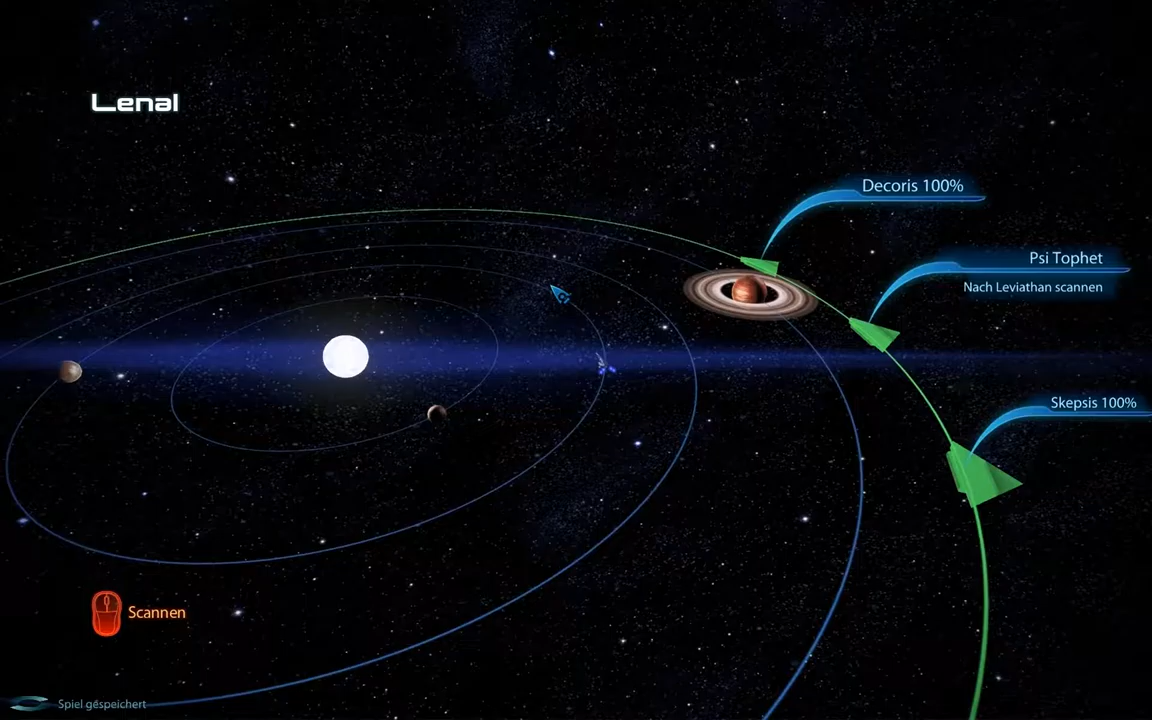 Lenal
Decoris 100%
Psi Tophet
Nach Leviathan scannen
Skepsis 100%
Scannen
Spiel gespeichert